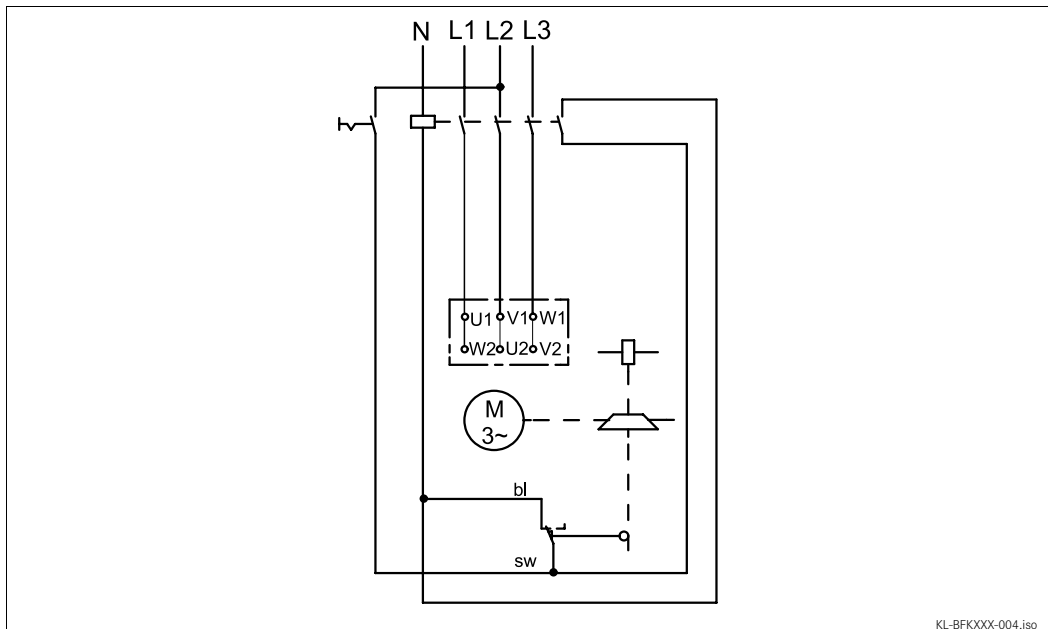 N L1 L2 L3
U1 V1 W1
W2 U2 V2
M
3~
bl
sw
KL-BFKXXX-004.iso